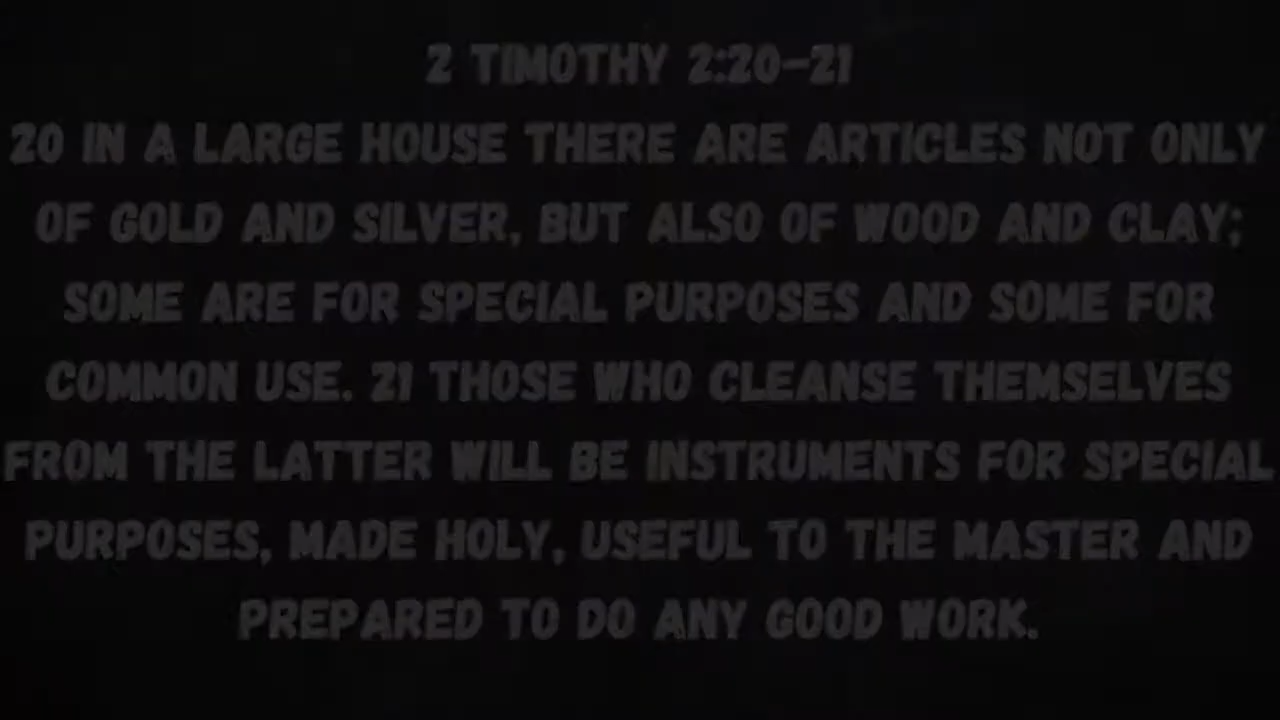 2 TIMOTHY 2:20-21
20 IN A LARGE HOUSE THERE ARE ARTICLES NOT ONLY
OF GOLD AND SILVER, BUT ALSO OF WOOD AND CLAY;
SOME ARE FOR SPECIAL PURPOSES AND SOME FOR
COMMON USE. 21 THOSE WHO CLEANSE THEMSELVES
FROM THE LATTER WILL BE INSTRUMENTS FOR SPECIAL
PURPOSES, MADE HOLY, USEFUL TO THE MASTER AND
PREPARED TO DO ANY GOOD WORK.